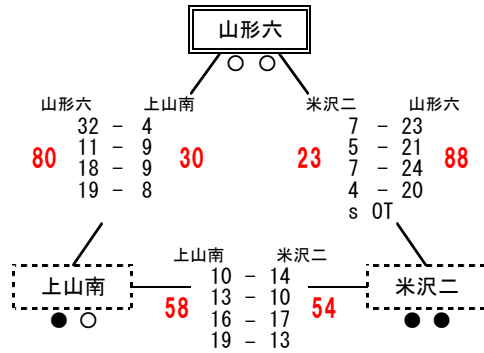 山形六
○ ○
山形六 上山南
80 30
32 - 4
11 - 9
18 - 9
19 - 8
米沢二 山形六
23 88
7 - 23
5 - 21
7 - 24
4 - 20
s OT
上山南
● ○
上山南 米沢二
58 54
10 - 14
13 - 10
16 - 17
19 - 13
米沢二
● ●